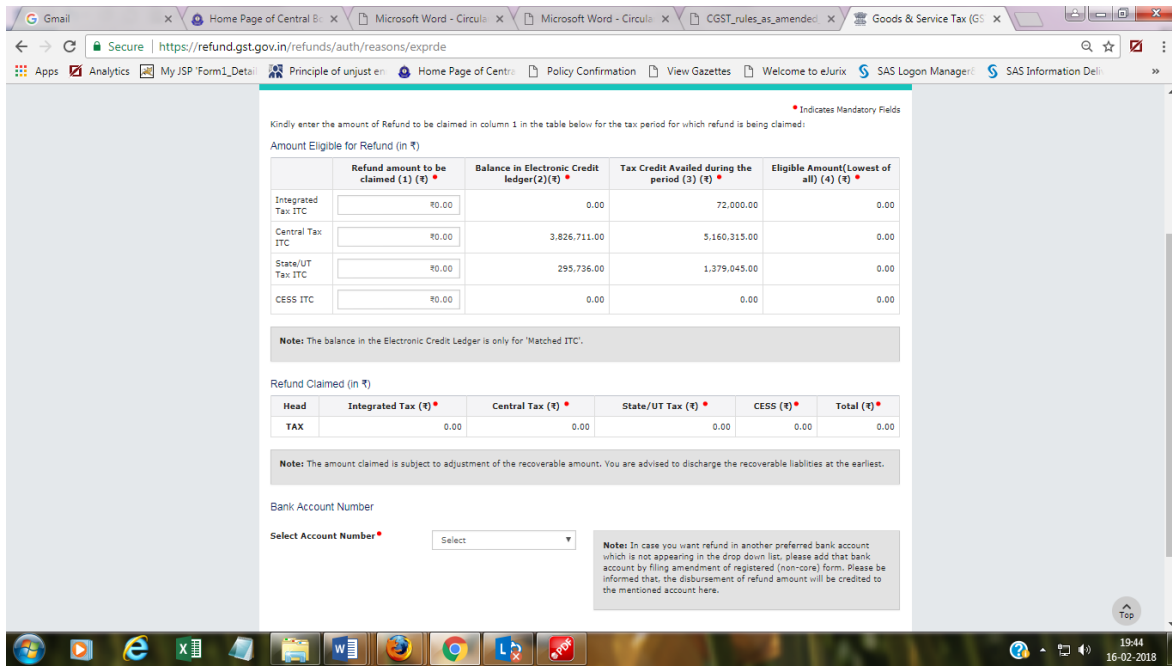 Gmail
Home Page of Central Bo
Microsoft Word - Circula
Microsoft Word - Circula
CGST_rules_as_amended
Goods & Service Tax (GS
Secure | https://refund.gst.gov.in/refunds/auth/reasons/exprde
Apps Analytics My JSP 'Form1_Detail Principle of unjust en Home Page of Centra Policy Confirmation View Gazettes Welcome to eJurix SAS Logon Manager SAS Information Deli »
• Indicates Mandatory Fields
Kindly enter the amount of Refund to be claimed in column 1 in the table below for the tax period for which refund is being claimed:
Amount Eligible for Refund (in ₹)
Refund amount to be claimed (1) (₹) • Balance in Electronic Credit ledger(2)(₹) • Tax Credit Availed during the period (3) (₹) • Eligible Amount(Lowest of all) (4) (₹) •
Integrated Tax ITC ₹0.00 0.00 72,000.00 0.00
Central Tax ITC ₹0.00 3,826,711.00 5,160,315.00 0.00
State/UT Tax ITC ₹0.00 295,736.00 1,379,045.00 0.00
CESS ITC ₹0.00 0.00 0.00 0.00
Note: The balance in the Electronic Credit Ledger is only for 'Matched ITC'.
Refund Claimed (in ₹)
Head Integrated Tax (₹)• Central Tax (₹) • State/UT Tax (₹) • CESS (₹)• Total (₹)•
TAX 0.00 0.00 0.00 0.00 0.00
Note: The amount claimed is subject to adjustment of the recoverable amount. You are advised to discharge the recoverable liablities at the earliest.
Bank Account Number
Select Account Number• Select
Note: In case you want refund in another preferred bank account
which is not appearing in the drop down list, please add that bank
account by filing amendment of registered (non-core) form. Please be
informed that, the disbursement of refund amount will be credited to
the mentioned account here.
Top
19:44
16-02-2018